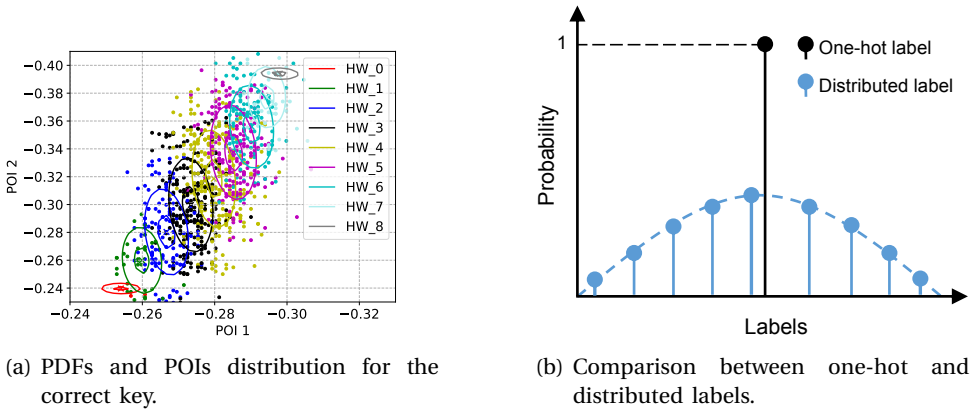 −0.40
−0.38
−0.36
−0.34
−0.32
−0.30
−0.28
−0.26
−0.24
POI 2
−0.24 −0.26 −0.28 −0.30 −0.32
POI 1
HW_0
HW_1
HW_2
HW_3
HW_4
HW_5
HW_6
HW_7
HW_8
(a) PDFs and POIs distribution for the
correct key.
1
Probability
One-hot label
Distributed label
Labels
(b) Comparison between one-hot and
distributed labels.